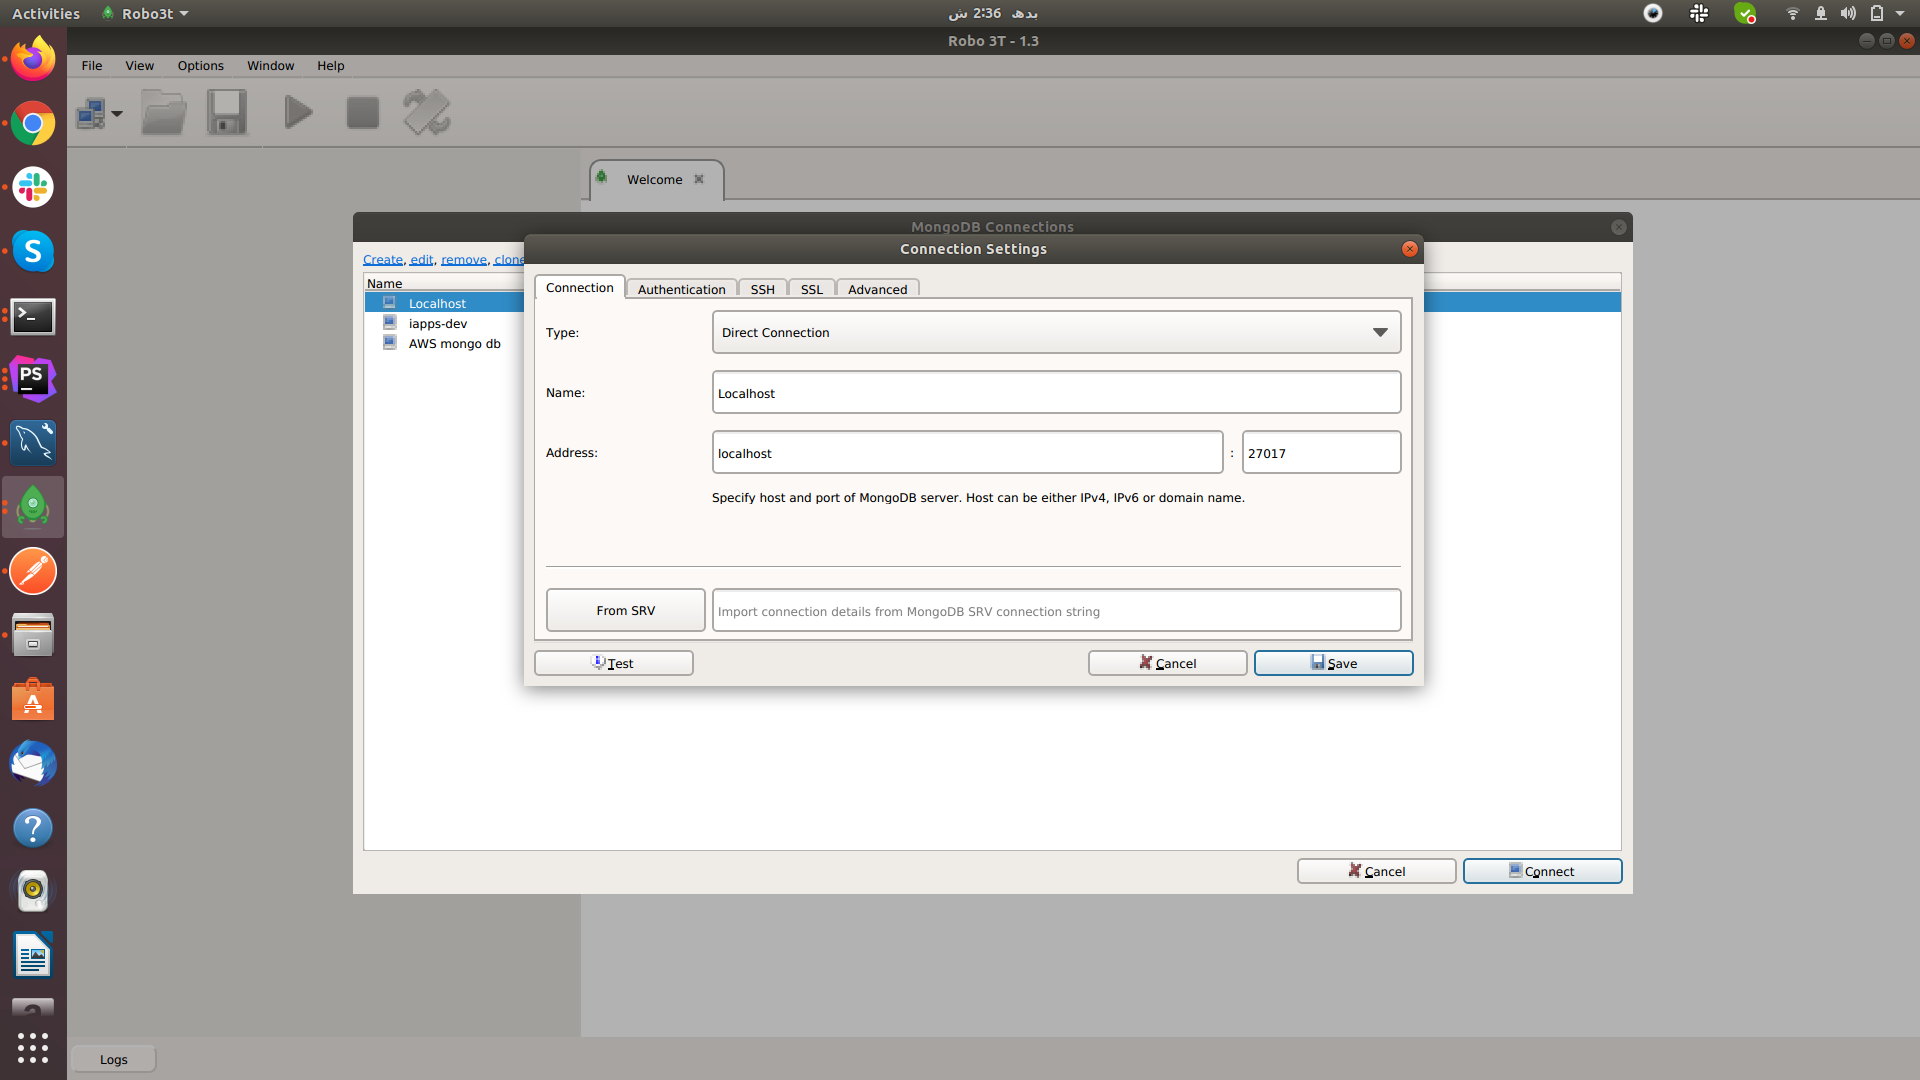 Activities Robo3t بدھ 2:36 ش
Robo 3T - 1.3
File View Options Window Help
Welcome
MongoDB Connections
Connection Settings
Create, edit, remove, clone
Name
Localhost
iapps-dev
AWS mongo db
Connection Authentication SSH SSL Advanced
Type: Direct Connection
Name: Localhost
Address: localhost : 27017
Specify host and port of MongoDB server. Host can be either IPv4, IPv6 or domain name.
From SRV Import connection details from MongoDB SRV connection string
Test Cancel Save
Cancel Connect
Logs